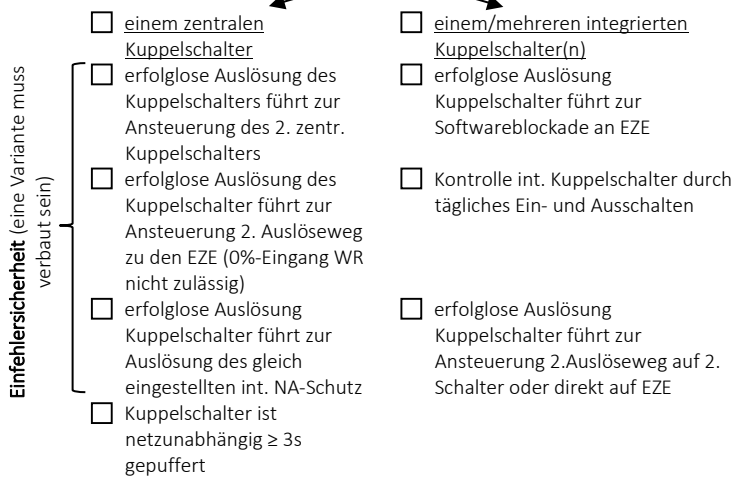 einem zentralen
Kuppelschalter
erfolglose Auslösung des
Kuppelschalters führt zur
Ansteuerung des 2. zentr.
Kuppelschalters
erfolglose Auslösung des
Kuppelschalter führt zur
Ansteuerung 2. Auslöseweg
zu den EZE (0%-Eingang WR
nicht zulässig)
erfolglose Auslösung
Kuppelschalter führt zur
Auslösung des gleich
eingestellten int. NA-Schutz
Kuppelschalter ist
netzunabhängig ≥ 3s
gepuffert
einem/mehreren integrierten
Kuppelschalter(n)
erfolglose Auslösung
Kuppelschalter führt zur
Softwareblockade an EZE
Kontrolle int. Kuppelschalter durch
tägliches Ein- und Ausschalten
erfolglose Auslösung
Kuppelschalter führt zur
Ansteuerung 2.Auslöseweg auf 2.
Schalter oder direkt auf EZE
Einfehlersicherheit (eine Variante muss
verbaut sein)